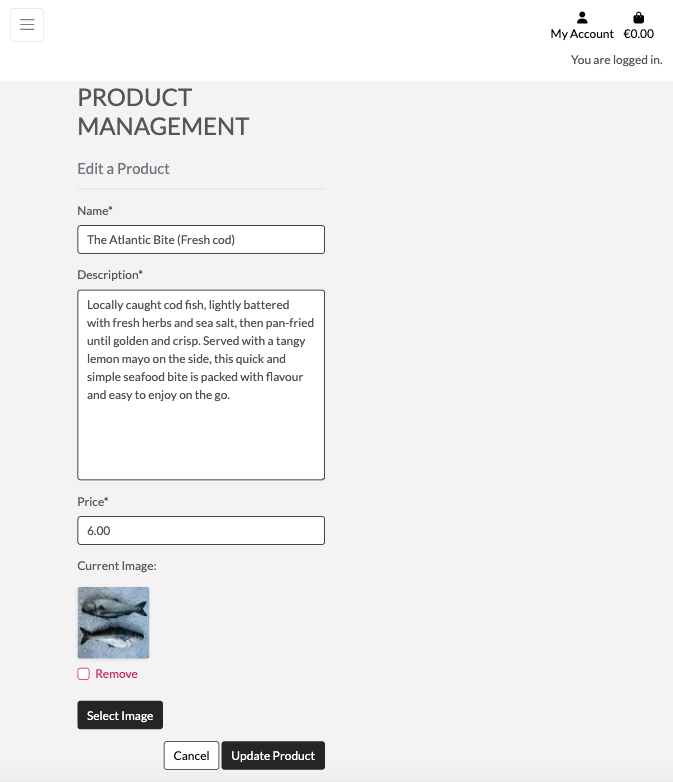 My Account €0.00
You are logged in.
PRODUCT
MANAGEMENT
Edit a Product
Name*
The Atlantic Bite (Fresh cod)
Description*
Locally caught cod fish, lightly battered
with fresh herbs and sea salt, then pan-fried
until golden and crisp. Served with a tangy
lemon mayo on the side, this quick and
simple seafood bite is packed with flavour
and easy to enjoy on the go.
Price*
6.00
Current Image:
Remove
Select Image
Cancel Update Product